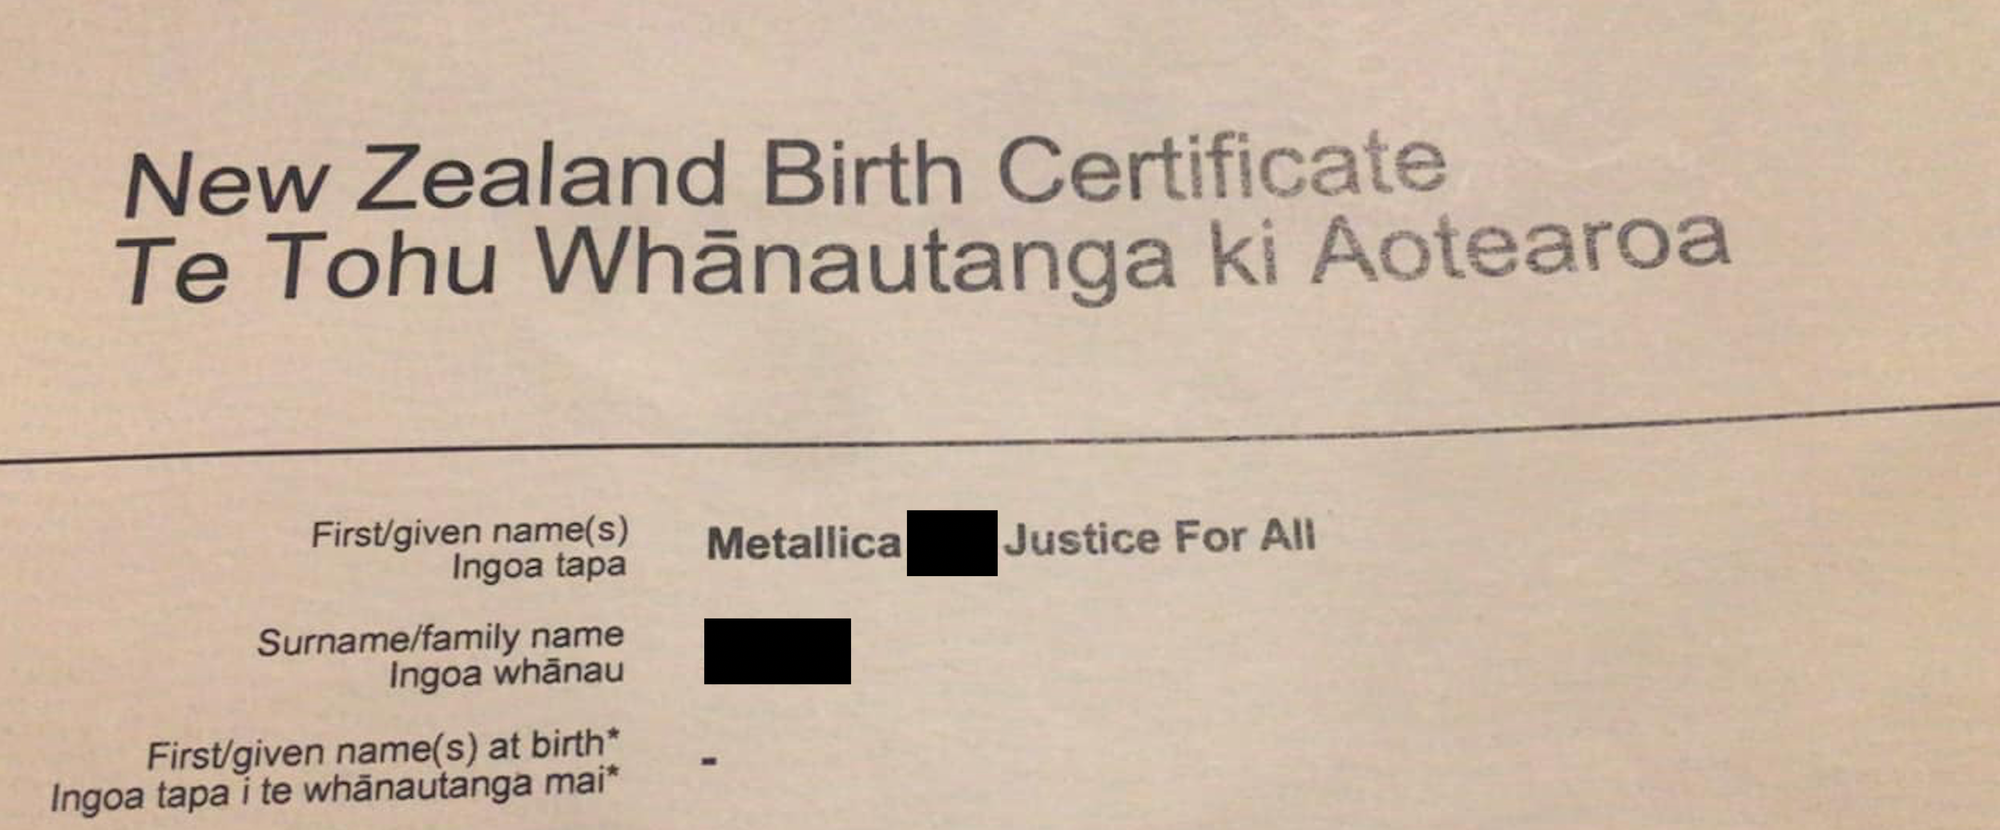 New Zealand Birth Certificate
Te Tohu Whānautanga ki Aotearoa
First/given name(s)
Ingoa tapa
Metallica Justice For All
Surname/family name
Ingoa whānau
First/given name(s) at birth*
Ingoa tapa i te whānautanga mai*
-